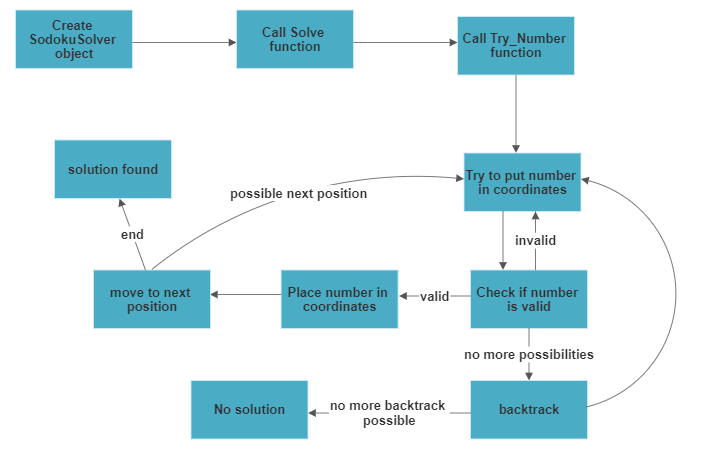 Create
SodokuSolver
object
Call Solve
function
Call Try_Number
function
solution found
Try to put number
in coordinates
possible next position
end
invalid
move to next
position
Place number in
coordinates
valid
Check if number
is valid
no more possibilities
No solution
no more backtrack
possible
backtrack